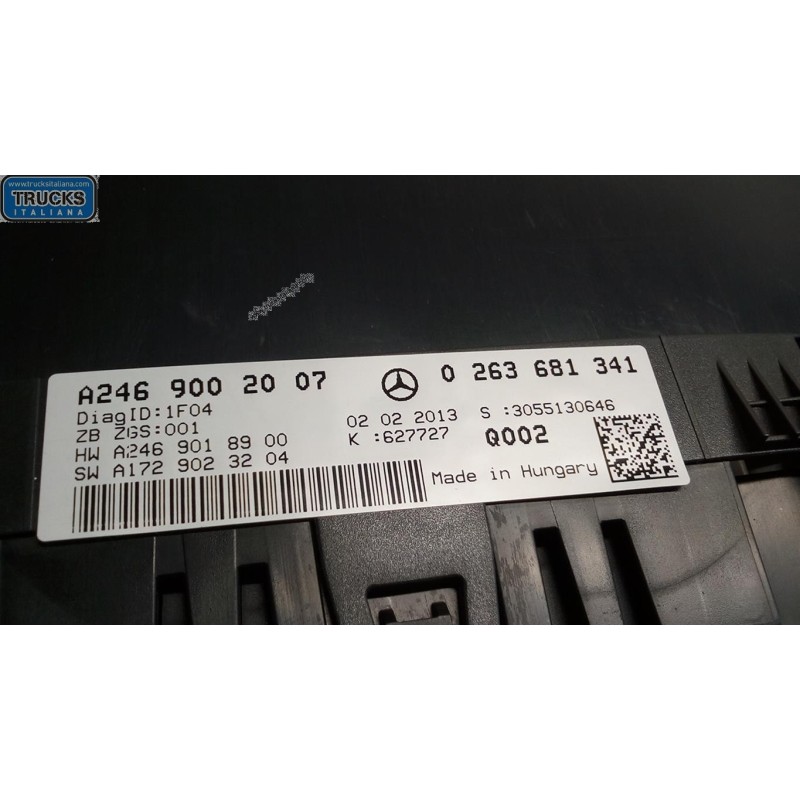 www.trucksitaliana.com
TRUCKS
ITALIANA
A246 900 20 07 0 263 681 341
DiagID:1F04 02 02 2013 S :3055130646
ZB ZGS:001 K :627727 Q002
HW A246 901 89 00
SW A172 902 32 04 Made in Hungary